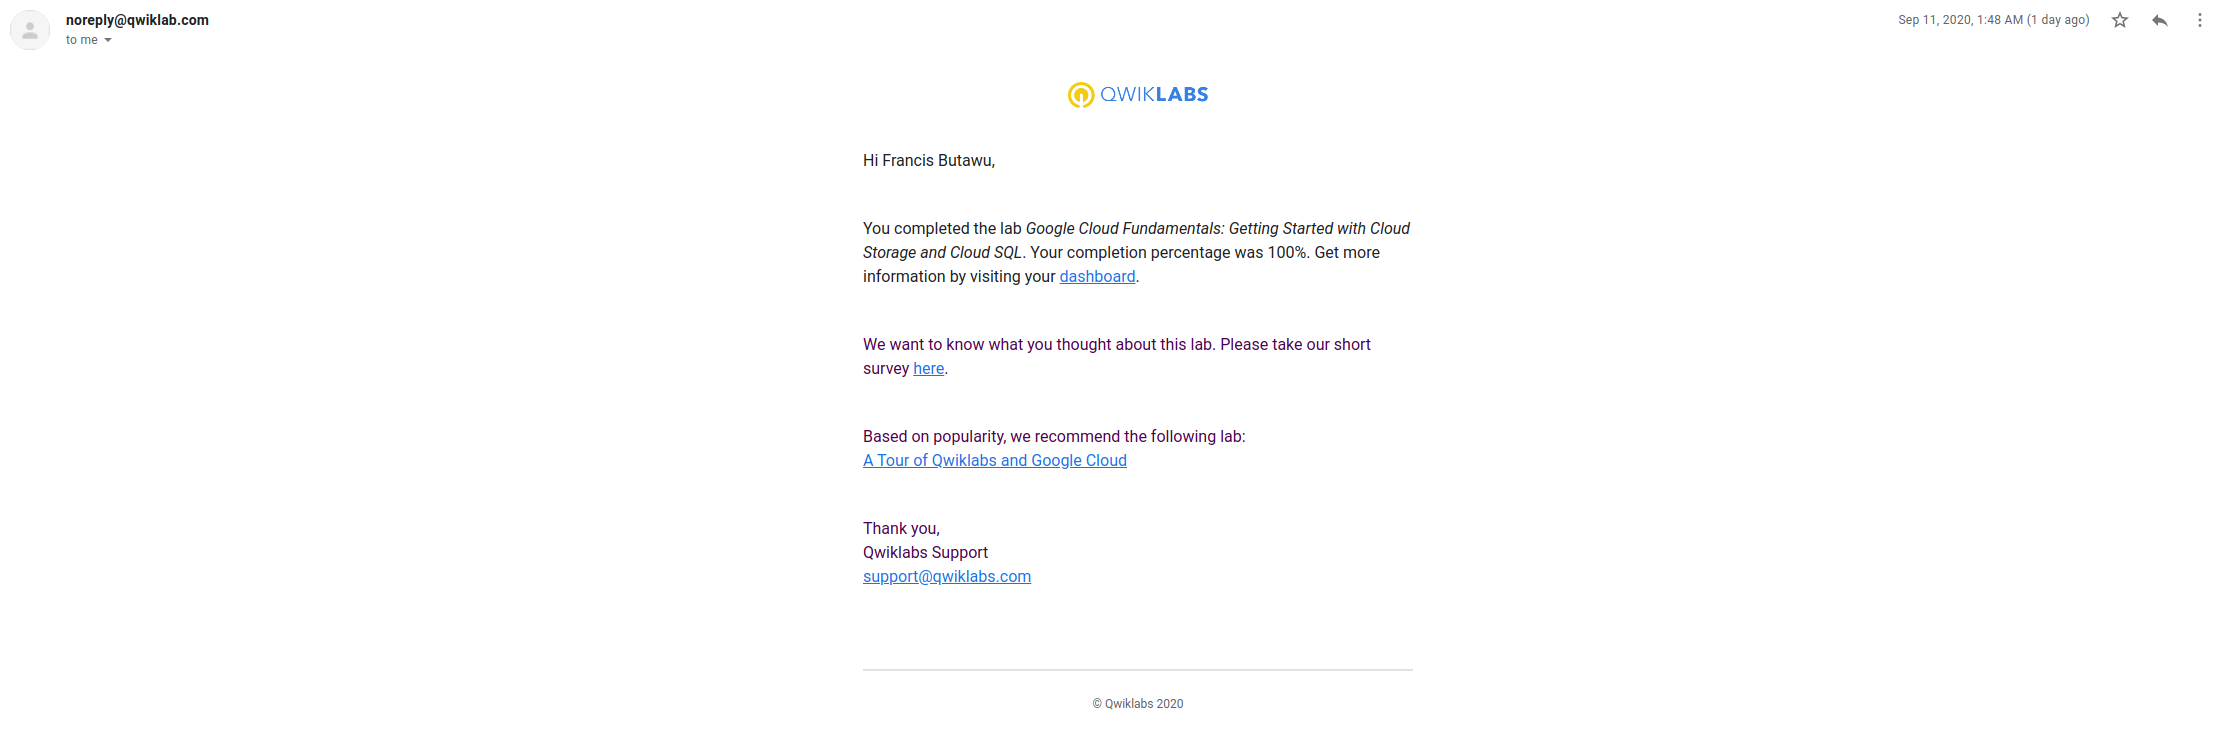 noreply@qwiklab.com
to me
Sep 11, 2020, 1:48 AM (1 day ago)
QWIKLABS
Hi Francis Butawu,
You completed the lab Google Cloud Fundamentals: Getting Started with Cloud
Storage and Cloud SQL. Your completion percentage was 100%. Get more
information by visiting your dashboard.
We want to know what you thought about this lab. Please take our short
survey here.
Based on popularity, we recommend the following lab:
A Tour of Qwiklabs and Google Cloud
Thank you,
Qwiklabs Support
support@qwiklabs.com
© Qwiklabs 2020